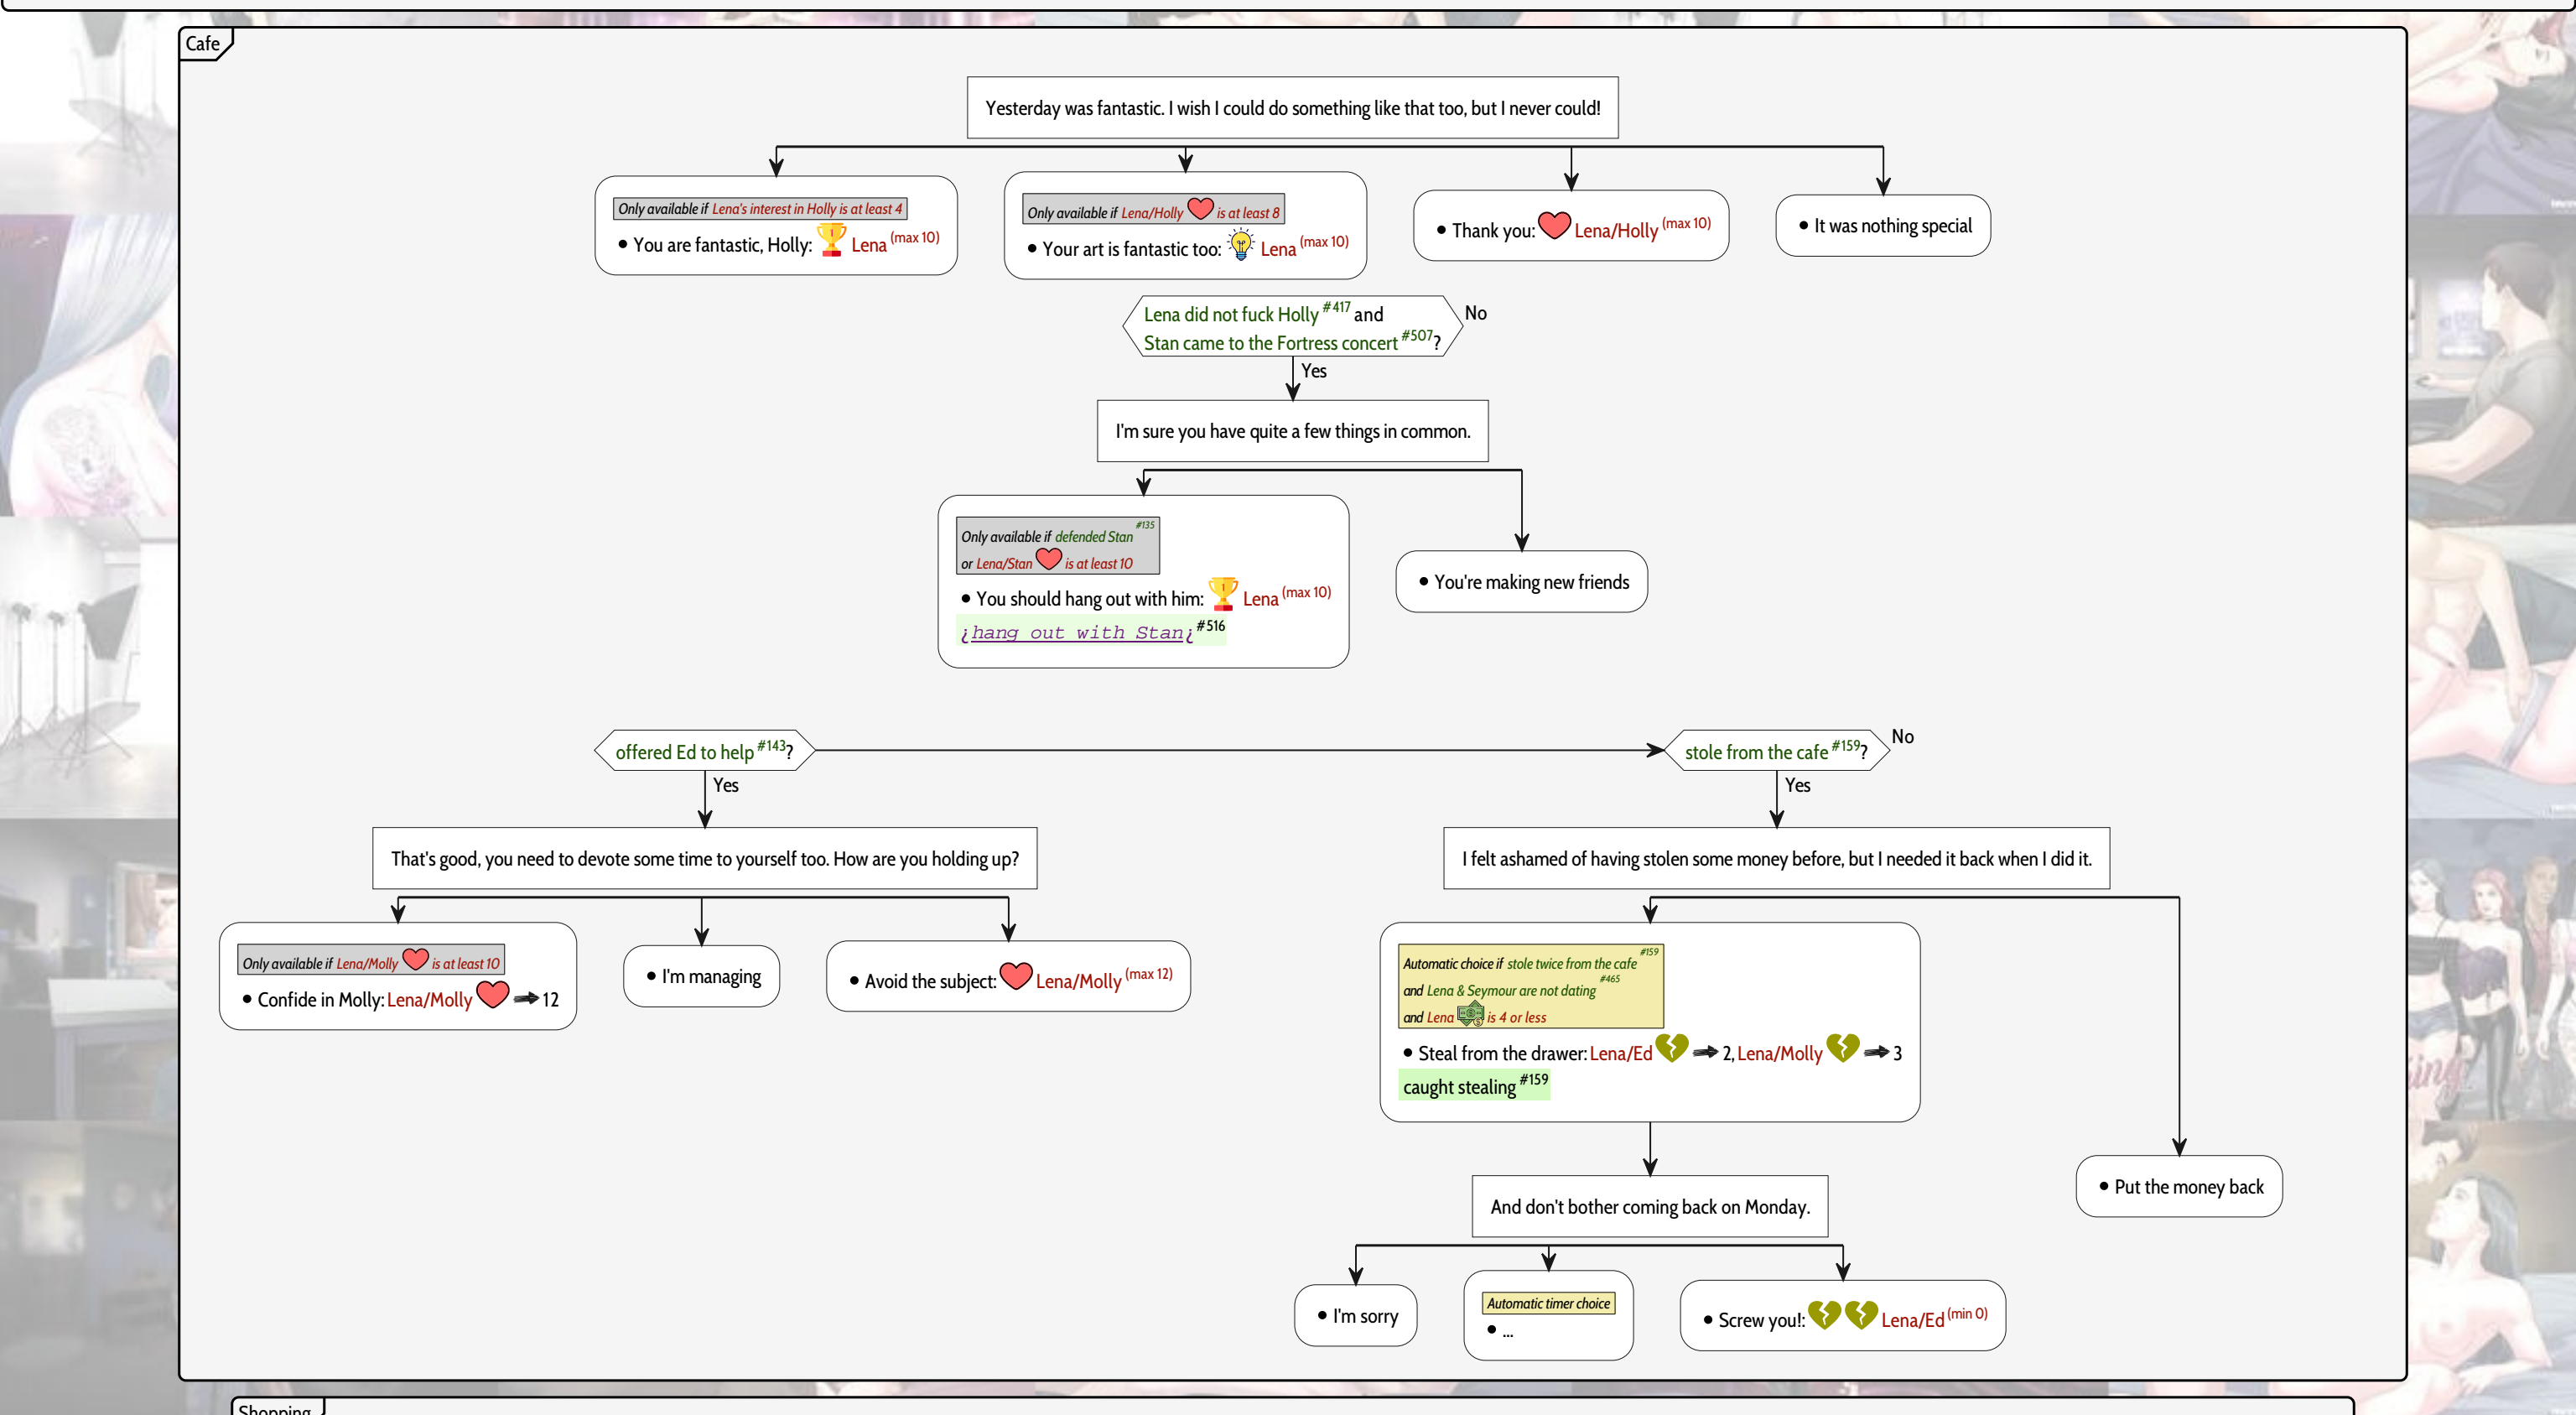 Cafe
Yesterday was fantastic. I wish I could do something like that too, but I never could!
Only available if Lena's interest in Holly is at least 4
• You are fantastic, Holly: Lena (max 10)
Only available if Lena/Holly is at least 8
• Your art is fantastic too: Lena (max 10)
• Thank you: Lena/Holly (max 10)
• It was nothing special
Lena did not fuck Holly #417 and
Stan came to the Fortress concert #507?
No
Yes
I'm sure you have quite a few things in common.
Only available if defended Stan #135
or Lena/Stan is at least 10
• You should hang out with him: Lena (max 10)
¿hang out with Stan¿ #516
• You're making new friends
offered Ed to help #143?
Yes
stole from the cafe #159?
No
Yes
That's good, you need to devote some time to yourself too. How are you holding up?
Only available if Lena/Molly is at least 10
• Confide in Molly: Lena/Molly 12
• I'm managing
• Avoid the subject: Lena/Molly (max 12)
I felt ashamed of having stolen some money before, but I needed it back when I did it.
Automatic choice if stole twice from the cafe #159
and Lena & Seymour are not dating #465
and Lena is 4 or less
• Steal from the drawer: Lena/Ed 2, Lena/Molly 3
caught stealing #159
• Put the money back
And don't bother coming back on Monday.
• I'm sorry
Automatic timer choice
• ...
• Screw you!: Lena/Ed (min 0)
Shopping